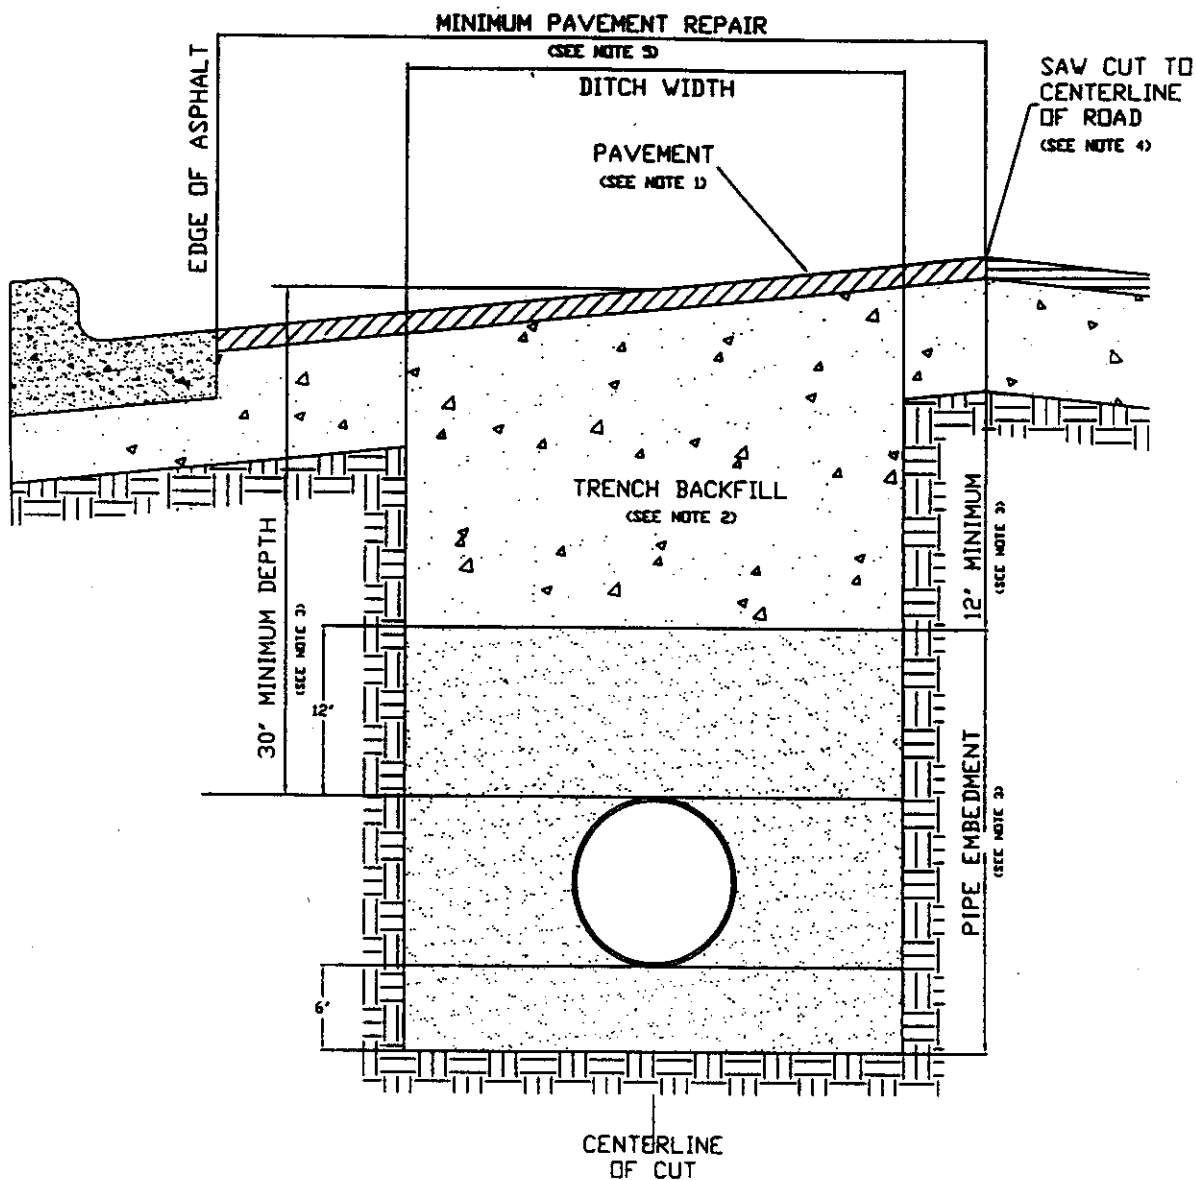 MINIMUM PAVEMENT REPAIR
(SEE NOTE 5)
DITCH WIDTH
EDGE OF ASPHALT
SAW CUT TO
CENTERLINE
OF ROAD
(SEE NOTE 4)
PAVEMENT
(SEE NOTE 1)
TRENCH BACKFILL
(SEE NOTE 2)
30" MINIMUM DEPTH
(SEE NOTE 3)
12" MINIMUM
(SEE NOTE 3)
12"
PIPE EMBEDMENT
(SEE NOTE 3)
6"
CENTERLINE
OF CUT